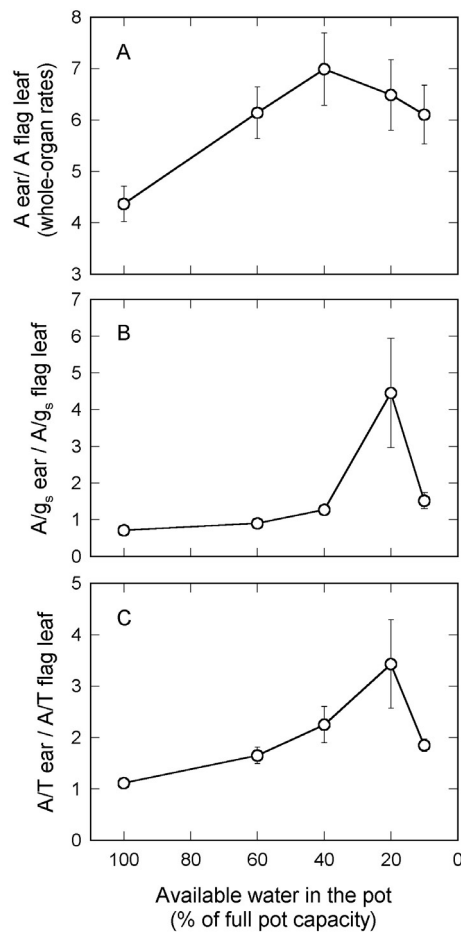 8
7
6
5
4
3
A
A ear/ A flag leaf
(whole-organ rates)
7
6
5
4
3
2
1
0
B
A/gs ear / A/gs flag leaf
5
4
3
2
1
0
C
A/T ear / A/T flag leaf
100 80 60 40 20 0
Available water in the pot
(% of full pot capacity)